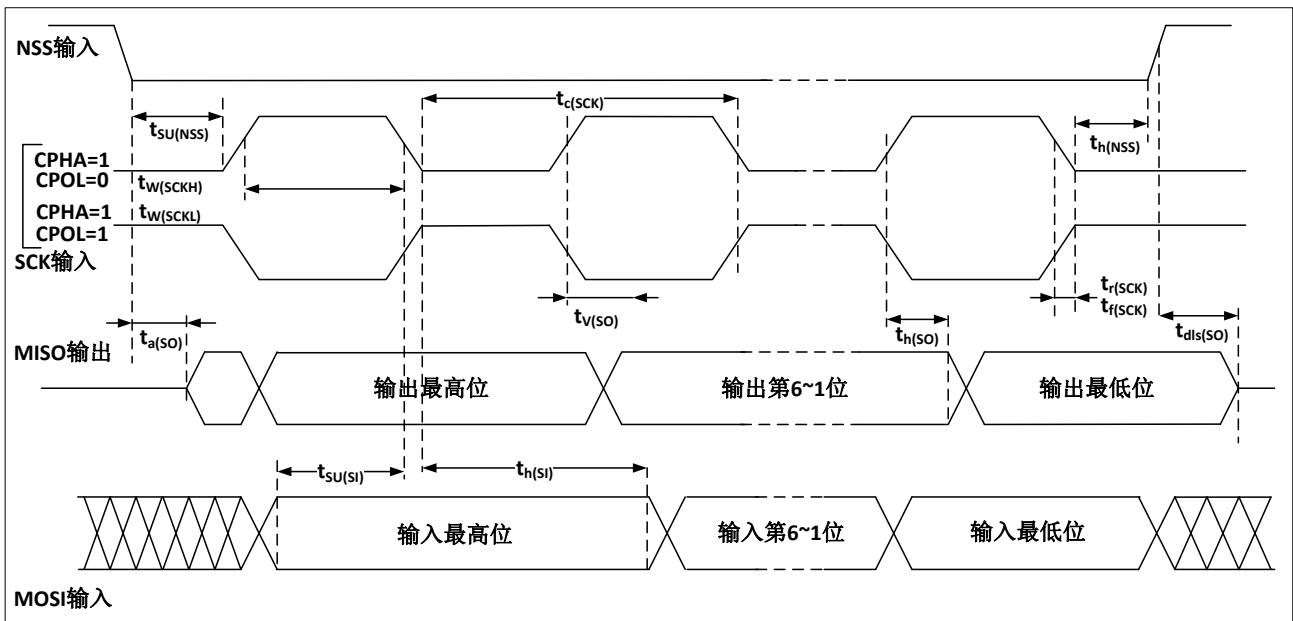 NSS输入
tc(SCK)
tSU(NSS)
th(NSS)
CPHA=1
CPOL=0
tW(SCKH)
CPHA=1
tW(SCKL)
CPOL=1
SCK输入
tr(SCK)
tV(SO)
tf(SCK)
ta(SO)
th(SO)
tdls(SO)
MISO输出
输出最高位
输出第6~1位
输出最低位
tSU(SI)
th(SI)
输入最高位
输入第6~1位
输入最低位
MOSI输入